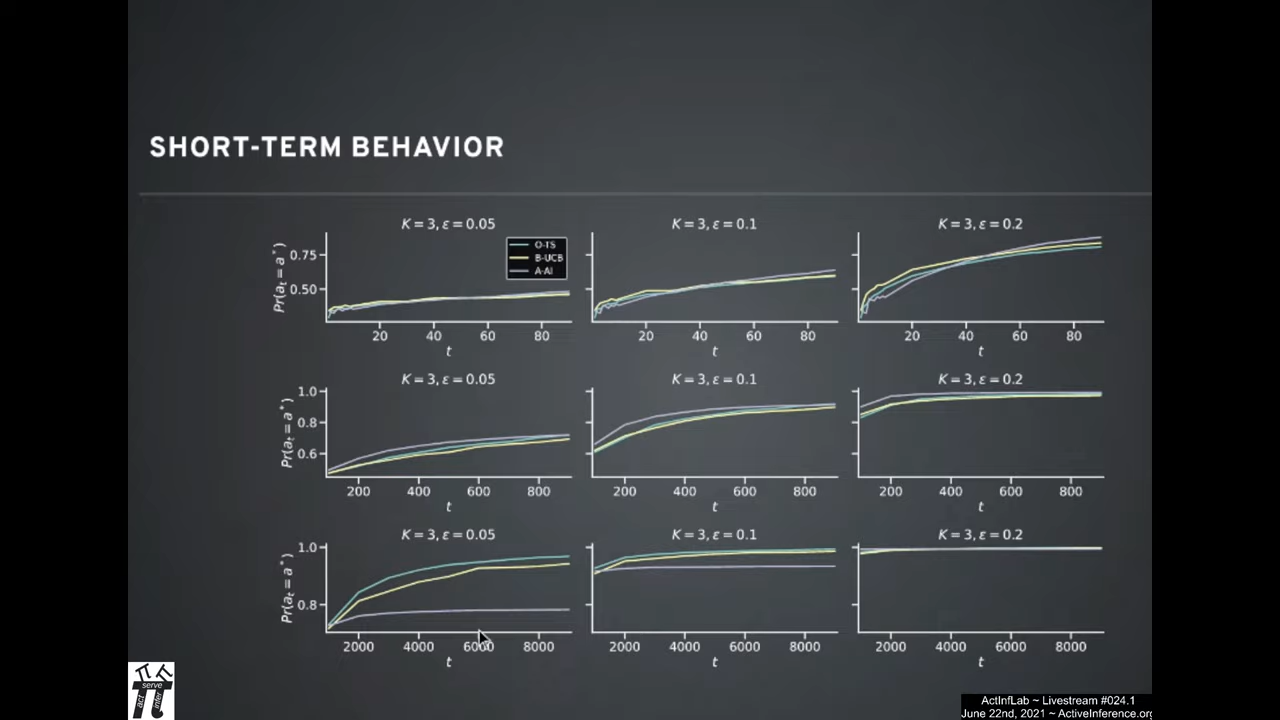 SHORT-TERM BEHAVIOR
K = 3, ε = 0.05
K = 3, ε = 0.1
K = 3, ε = 0.2
Pr(a_t = a*)
0.75
0.50
O-TS
B-UCB
A-AI
20 40 60 80
20 40 60 80
20 40 60 80
t
t
t
K = 3, ε = 0.05
K = 3, ε = 0.1
K = 3, ε = 0.2
Pr(a_t = a*)
1.0
0.8
0.6
200 400 600 800
200 400 600 800
200 400 600 800
t
t
t
K = 3, ε = 0.05
K = 3, ε = 0.1
K = 3, ε = 0.2
Pr(a_t = a*)
1.0
0.8
2000 4000 6000 8000
2000 4000 6000 8000
2000 4000 6000 8000
t
t
t
act
serve
infer
ActInfLab ~ Livestream #024.1
June 22nd, 2021 ~ ActiveInference.org